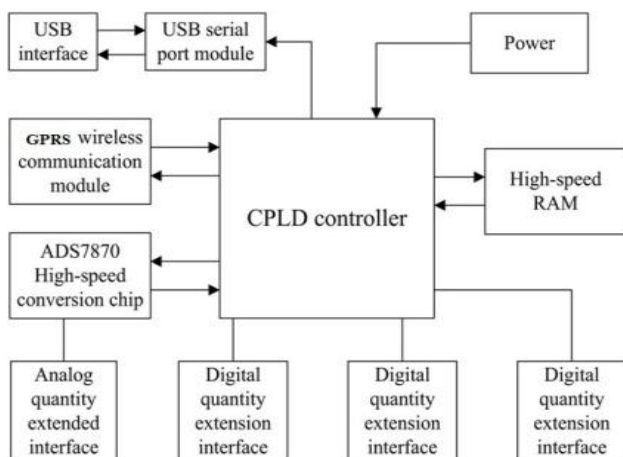 USB
interface
USB serial
port module
Power
GPRS wireless
communication
module
CPLD controller
High-speed
RAM
ADS7870
High-speed
conversion chip
Analog
quantity
extended
interface
Digital
quantity
extension
interface
Digital
quantity
extension
interface
Digital
quantity
extension
interface